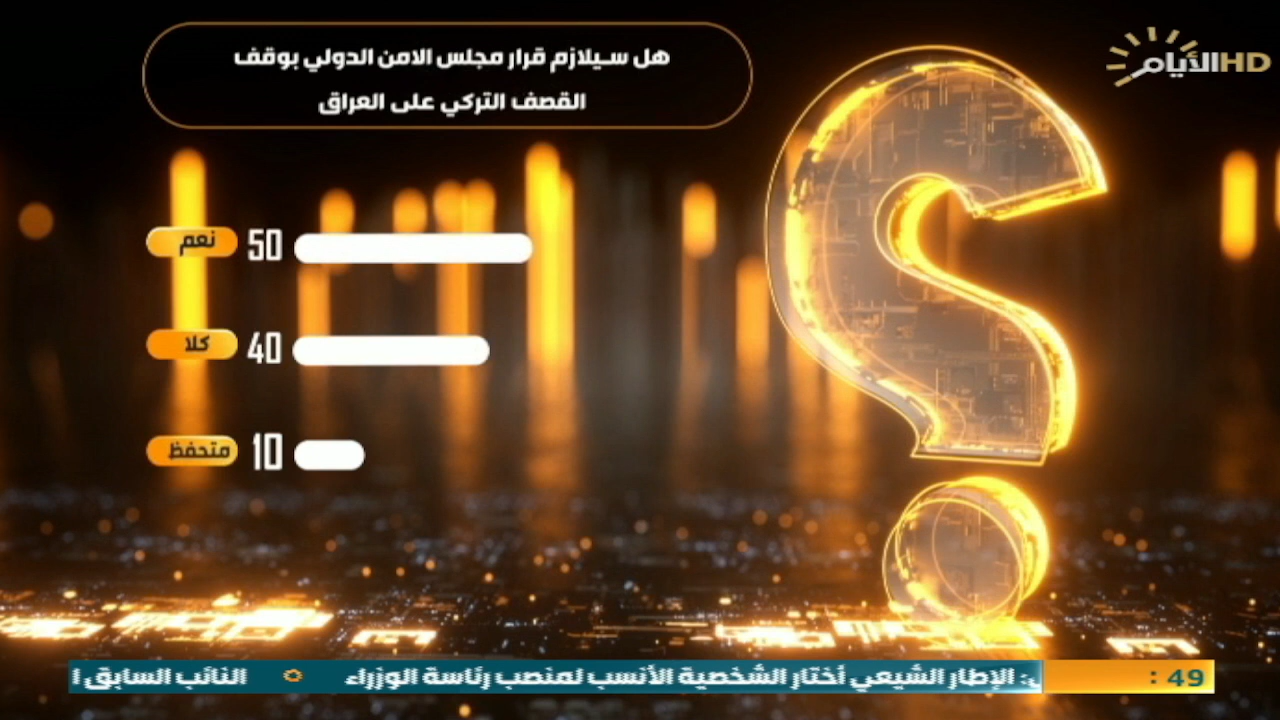 هل سيلازم قرار مجلس الامن الدولي بوقف
القصف التركي على العراق
الأيام HD
نعم 50
كلا 40
متحفظ 10
: الإطار الشيعي أختار الشخصية الأنسب لمنصب رئاسة الوزراء
النائب السابق
: 49